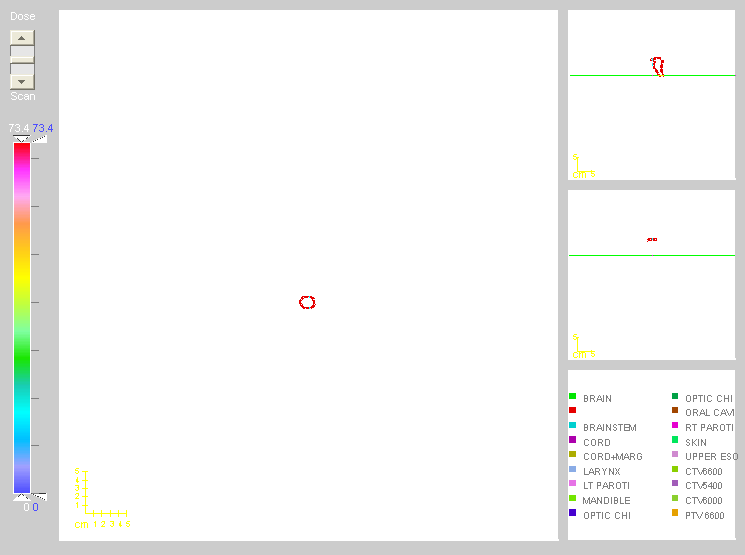 Dose
Scan
73.4 73.4
0 0
5
4
3
2
1
cm 1 2 3 4 5
5
cm 5
5
cm 5
BRAIN
BRAINSTEM
CORD
CORD+MARG
LARYNX
LT PAROTI
MANDIBLE
OPTIC CHI
OPTIC CHI
ORAL CAVI
RT PAROTI
SKIN
UPPER ESO
CTV6600
CTV5400
CTV6000
PTV6600